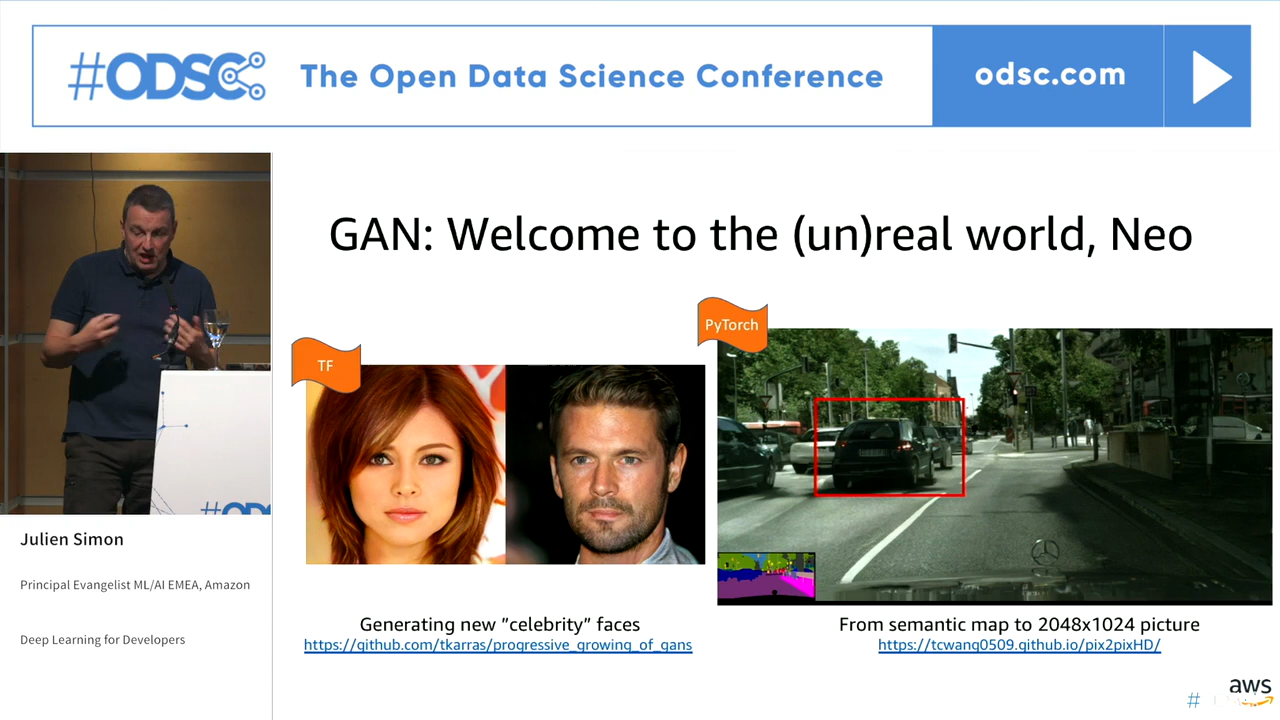 #ODSC
The Open Data Science Conference
odsc.com
GAN: Welcome to the (un)real world, Neo
TF
PyTorch
#OD
Julien Simon
Principal Evangelist ML/AI EMEA, Amazon
Deep Learning for Developers
Generating new "celebrity" faces
https://github.com/tkarras/progressive_growing_of_gans
From semantic map to 2048x1024 picture
https://tcwang0509.github.io/pix2pixHD/
aws
#